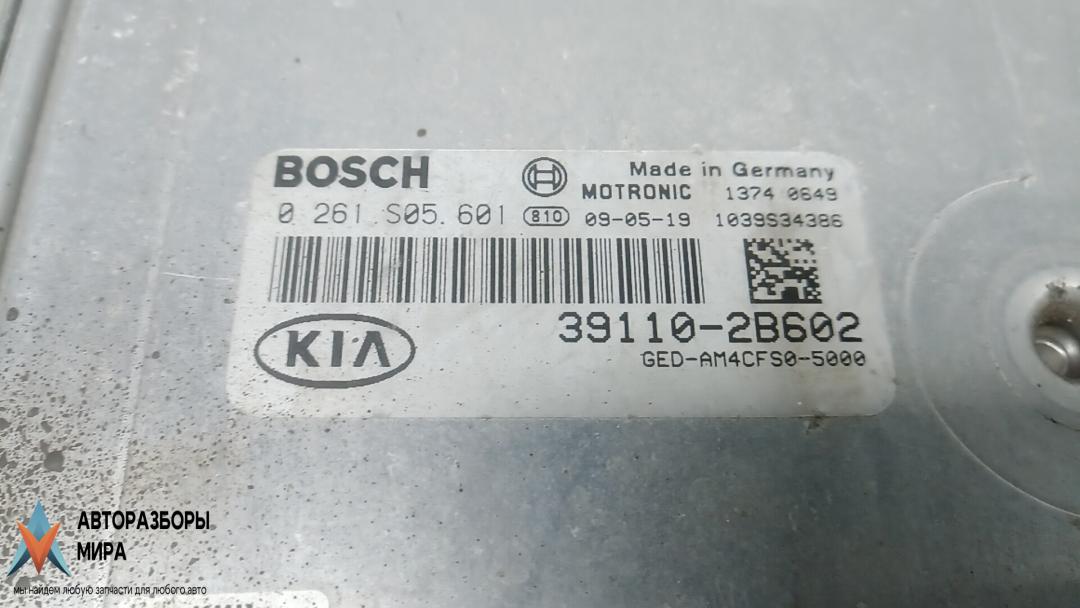 BOSCH
Made in Germany
MOTRONIC 1374 0649
0 261 S05 601 810 09-05-19 1039S34386
KIA
39110-2B602
GED-AM4CFS0-5000
АВТОРАЗБОРЫ
МИРА
мы найдем любую запчасти для любого авто